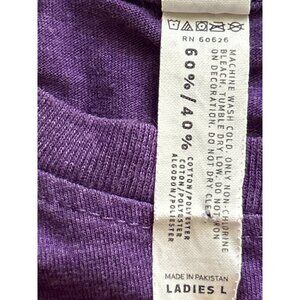 RN 60626
MACHINE WASH COLD. ONLY NON-CHLORINE
BLEACH. TUMBLE DRY LOW. DO NOT IRON
ON DECORATION. DO NOT DRY CLEAN
60%/40%
COTTON/POLYESTER
COTON/POLYESTER
ALGODON/POLIESTER
MADE IN PAKISTAN
LADIES L